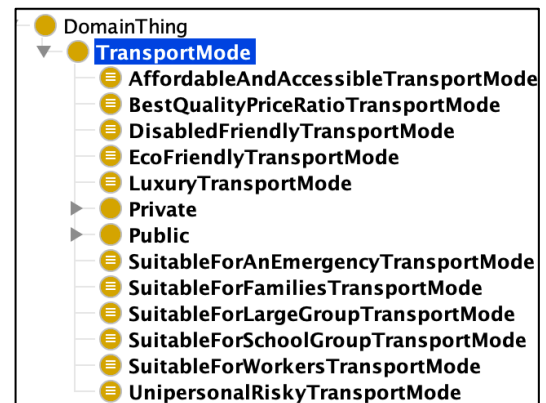 DomainThing
TransportMode
AffordableAndAccessibleTransportMode
BestQualityPriceRatioTransportMode
DisabledFriendlyTransportMode
EcoFriendlyTransportMode
LuxuryTransportMode
Private
Public
SuitableForAnEmergencyTransportMode
SuitableForFamiliesTransportMode
SuitableForLargeGroupTransportMode
SuitableForSchoolGroupTransportMode
SuitableForWorkersTransportMode
UnipersonalRiskyTransportMode